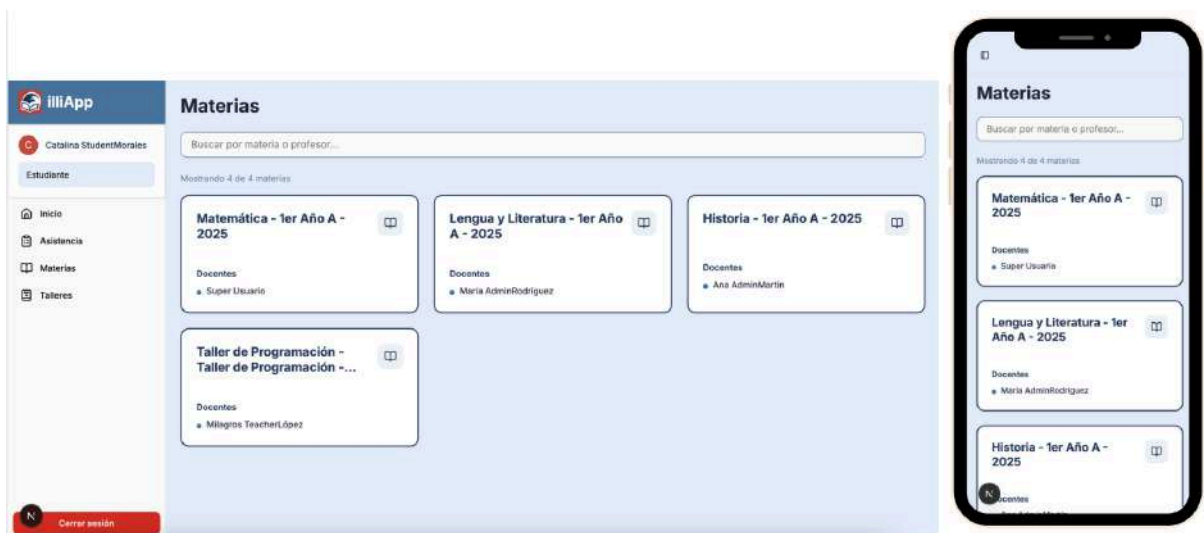 illiApp
C
Catalina StudentMorales
Estudiante
Inicio
Asistencia
Materias
Talleres
N
Cerrar sesión
Materias
Buscar por materia o profesor...
Mostrando 4 de 4 materias
Matemática - 1er Año A -
2025
Docentes
Super Usuario
Lengua y Literatura - 1er Año
A - 2025
Docentes
María AdminRodríguez
Historia - 1er Año A - 2025
Docentes
Ana AdminMartín
Taller de Programación -
Taller de Programación -...
Docentes
Milagros TeacherLópez
Materias
Buscar por materia o profesor...
Mostrando 4 de 4 materias
Matemática - 1er Año A -
2025
Docentes
Super Usuario
Lengua y Literatura - 1er
Año A - 2025
Docentes
María AdminRodríguez
Historia - 1er Año A -
2025
N
ocentes